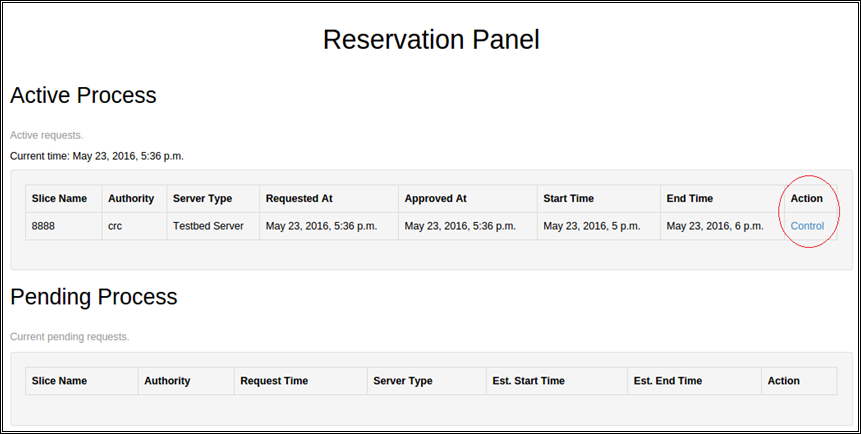 Reservation Panel
Active Process
Active requests.
Current time: May 23, 2016, 5:36 p.m.
Slice Name Authority Server Type Requested At Approved At Start Time End Time Action
8888 crc Testbed Server May 23, 2016, 5:36 p.m. May 23, 2016, 5:36 p.m. May 23, 2016, 5 p.m. May 23, 2016, 6 p.m. Control
Pending Process
Current pending requests.
Slice Name Authority Request Time Server Type Est. Start Time Est. End Time Action